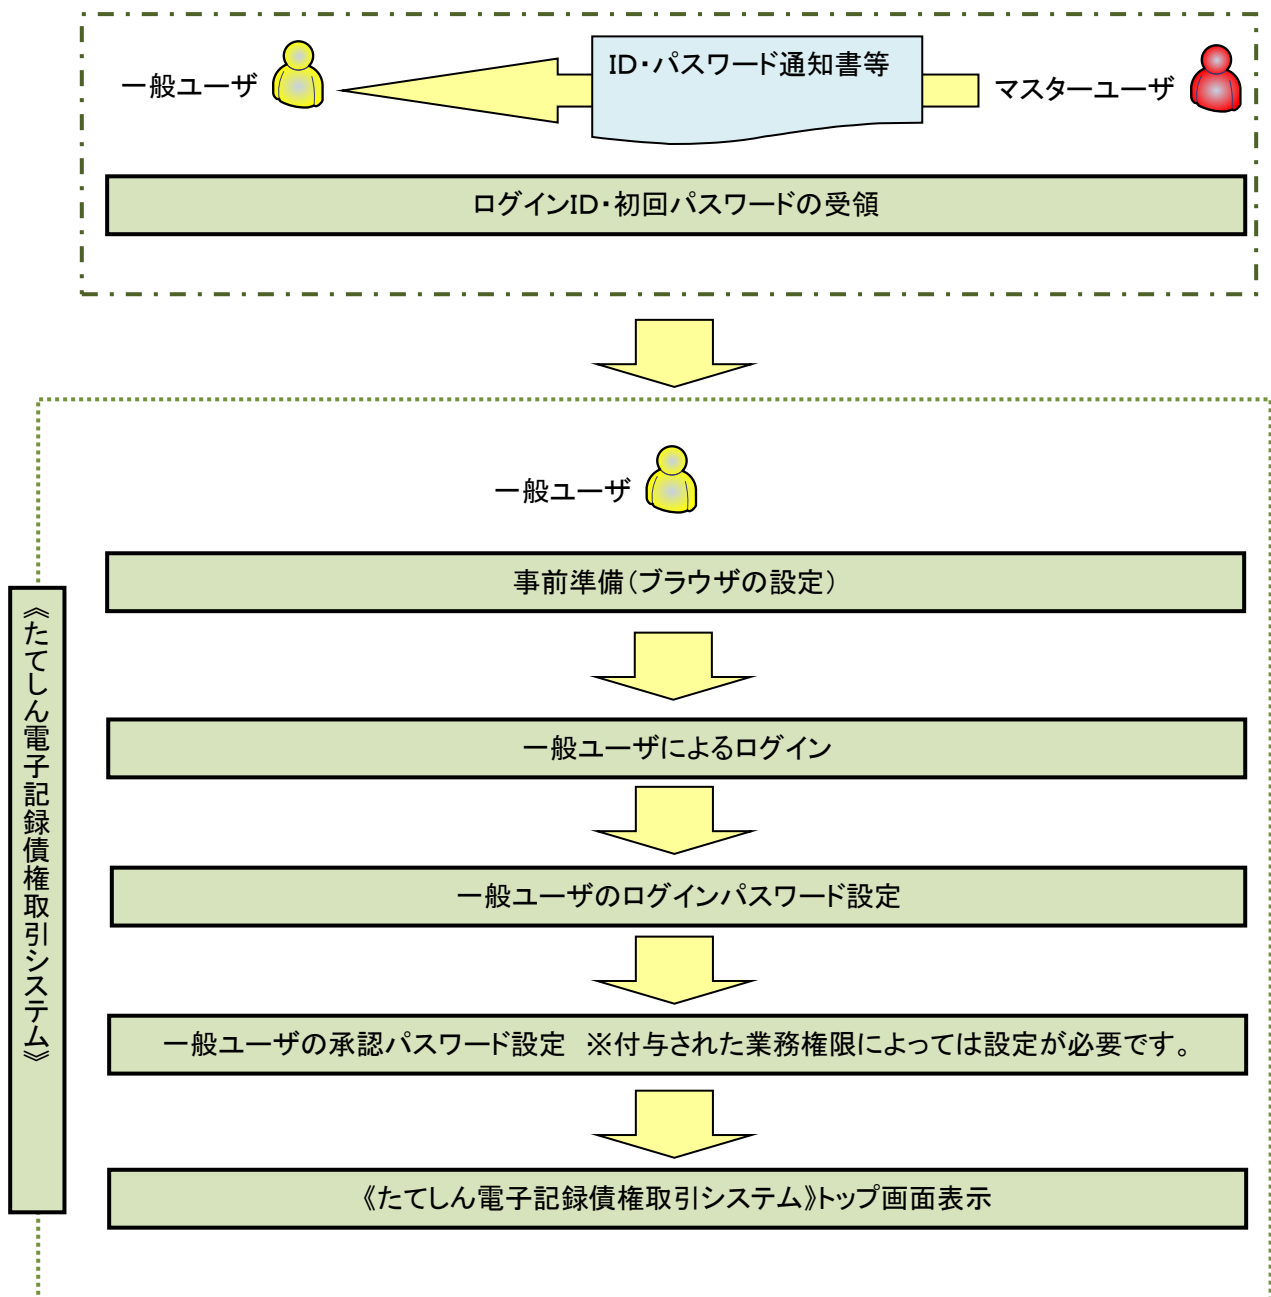 一般ユーザ
ID・パスワード通知書等
マスターユーザ
ログインID・初回パスワードの受領
一般ユーザ
事前準備（ブラウザの設定）
《たてしん電子記録債権取引システム》
一般ユーザによるログイン
一般ユーザのログインパスワード設定
一般ユーザの承認パスワード設定　※付与された業務権限によっては設定が必要です。
《たてしん電子記録債権取引システム》トップ画面表示